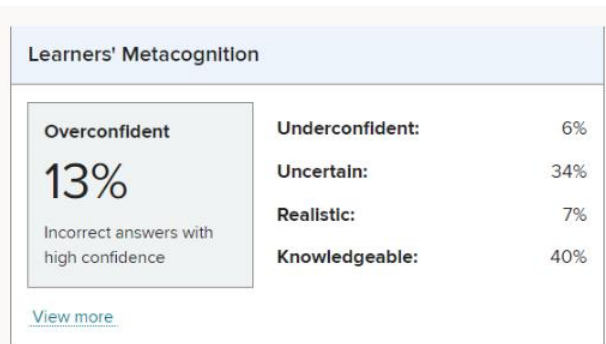 Learners' Metacognition
Overconfident
13%
Incorrect answers with
high confidence
Underconfident: 6%
Uncertain: 34%
Realistic: 7%
Knowledgeable: 40%
View more